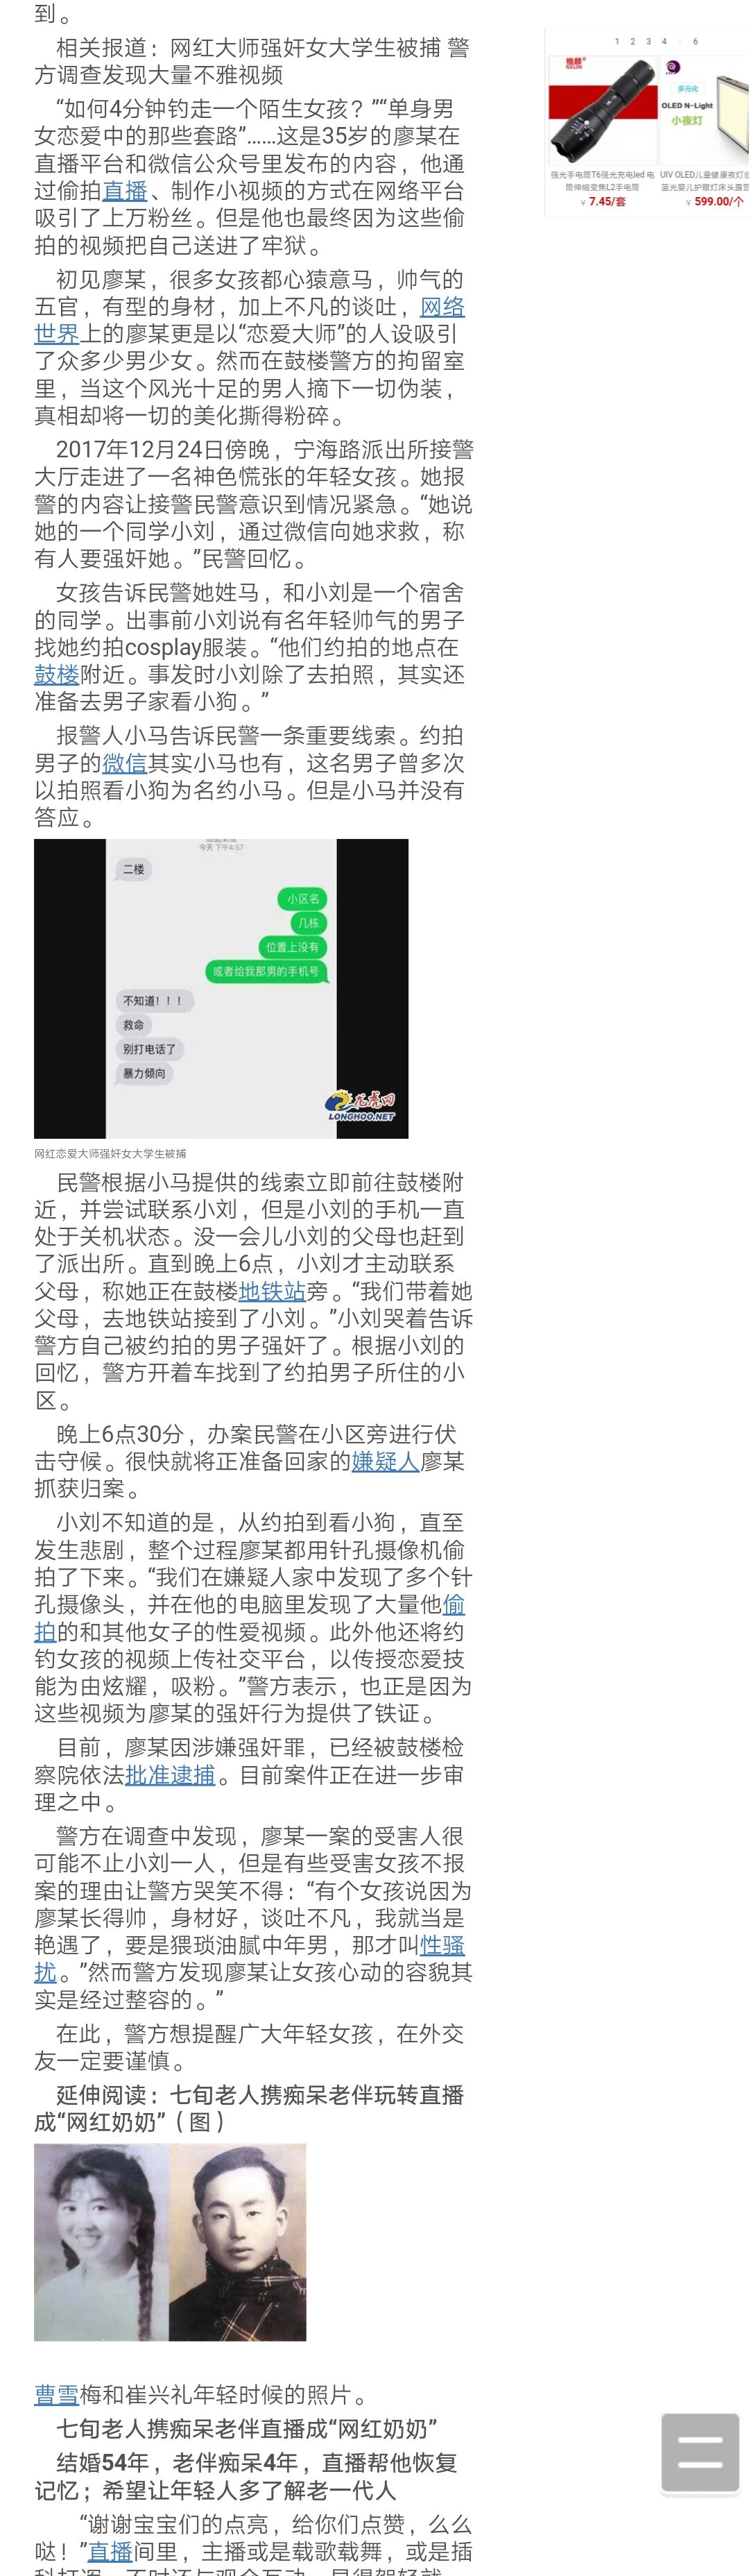 到。
相关报道：网红大师强奸女大学生被捕 警
方调查发现大量不雅视频
“如何4分钟钓走一个陌生女孩？”“单身男
女恋爱中的那些套路”……这是35岁的廖某在
直播平台和微信公众号里发布的内容，他通
过偷拍直播、制作小视频的方式在网络平台
吸引了上万粉丝。但是他也最终因为这些偷
拍的视频把自己送进了牢狱。
初见廖某，很多女孩都心猿意马，帅气的
五官，有型的身材，加上不凡的谈吐，网络
世界上的廖某更是以“恋爱大师”的人设吸引
了众多少男少女。然而在鼓楼警方的拘留室
里，当这个风光十足的男人摘下一切伪装，
真相却将一切的美化撕得粉碎。
2017年12月24日傍晚，宁海路派出所接警
大厅走进了一名神色慌张的年轻女孩。她报
警的内容让接警民警意识到情况紧急。“她说
她的一个同学小刘，通过微信向她求救，称
有人要强奸她。”民警回忆。
女孩告诉民警她姓马，和小刘是一个宿舍
的同学。出事前小刘说有名年轻帅气的男子
找她约拍cosplay服装。“他们约拍的地点在
鼓楼附近。事发时小刘除了去拍照，其实还
准备去男子家看小狗。”
报警人小马告诉民警一条重要线索。约拍
男子的微信其实小马也有，这名男子曾多次
以拍照看小狗为名约小马。但是小马并没有
答应。
今天 下午4:57
二楼
小区名
几栋
位置上没有
或者给我那男的手机号
不知道！！！
救命
别打电话了
暴力倾向
龙虎网
LONGHOO.NET
网红恋爱大师强奸女大学生被捕
民警根据小马提供的线索立即前往鼓楼附
近，并尝试联系小刘，但是小刘的手机一直
处于关机状态。没一会儿小刘的父母也赶到
了派出所。直到晚上6点，小刘才主动联系
父母，称她正在鼓楼地铁站旁。“我们带着她
父母，去地铁站接到了小刘。”小刘哭着告诉
警方自己被约拍的男子强奸了。根据小刘的
回忆，警方开着车找到了约拍男子所住的小
区。
晚上6点30分，办案民警在小区旁进行伏
击守候。很快就将正准备回家的嫌疑人廖某
抓获归案。
小刘不知道的是，从约拍到看小狗，直至
发生悲剧，整个过程廖某都用针孔摄像机偷
拍了下来。“我们在嫌疑人家中发现了多个针
孔摄像头，并在他的电脑里发现了大量他偷
拍的和其他女子的性爱视频。此外他还将约
钓女孩的视频上传社交平台，以传授恋爱技
能为由炫耀，吸粉。”警方表示，也正是因为
这些视频为廖某的强奸行为提供了铁证。
目前，廖某因涉嫌强奸罪，已经被鼓楼检
察院依法批准逮捕。目前案件正在进一步审
理之中。
警方在调查中发现，廖某一案的受害人很
可能不止小刘一人，但是有些受害女孩不报
案的理由让警方哭笑不得：“有个女孩说因为
廖某长得帅，身材好，谈吐不凡，我就当是
艳遇了，要是猥琐油腻中年男，那才叫性骚
扰。”然而警方发现廖某让女孩心动的容貌其
实是经过整容的。”
在此，警方想提醒广大年轻女孩，在外交
友一定要谨慎。
延伸阅读：七旬老人携痴呆老伴玩转直播
成“网红奶奶”（图）
曹雪梅和崔兴礼年轻时候的照片。
七旬老人携痴呆老伴直播成“网红奶奶”
结婚54年，老伴痴呆4年，直播帮他恢复
记忆；希望让年轻人多了解老一代人
“谢谢宝宝们的点亮，给你们点赞，么么
哒！”直播间里，主播或是载歌载舞，或是插
1 2 3 4 6
多元化
OLED N-Light
小夜灯
强光手电筒T6强光充电led 电
筒伸缩变焦L2手电筒
￥ 7.45/套
UIV OLED儿童健康夜灯
蓝光婴儿护眼灯床头露
￥ 599.00/个